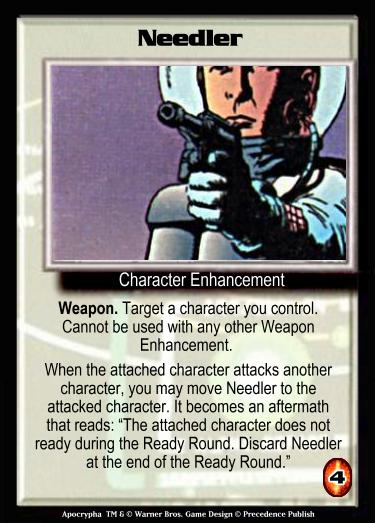 Needler
Character Enhancement
Weapon. Target a character you control.
Cannot be used with any other Weapon
Enhancement.
When the attached character attacks another
character, you may move Needler to the
attacked character. It becomes an aftermath
that reads: “The attached character does not
ready during the Ready Round. Discard Needler
at the end of the Ready Round.”
4
Apocrypha TM & © Warner Bros. Game Design © Precedence Publish